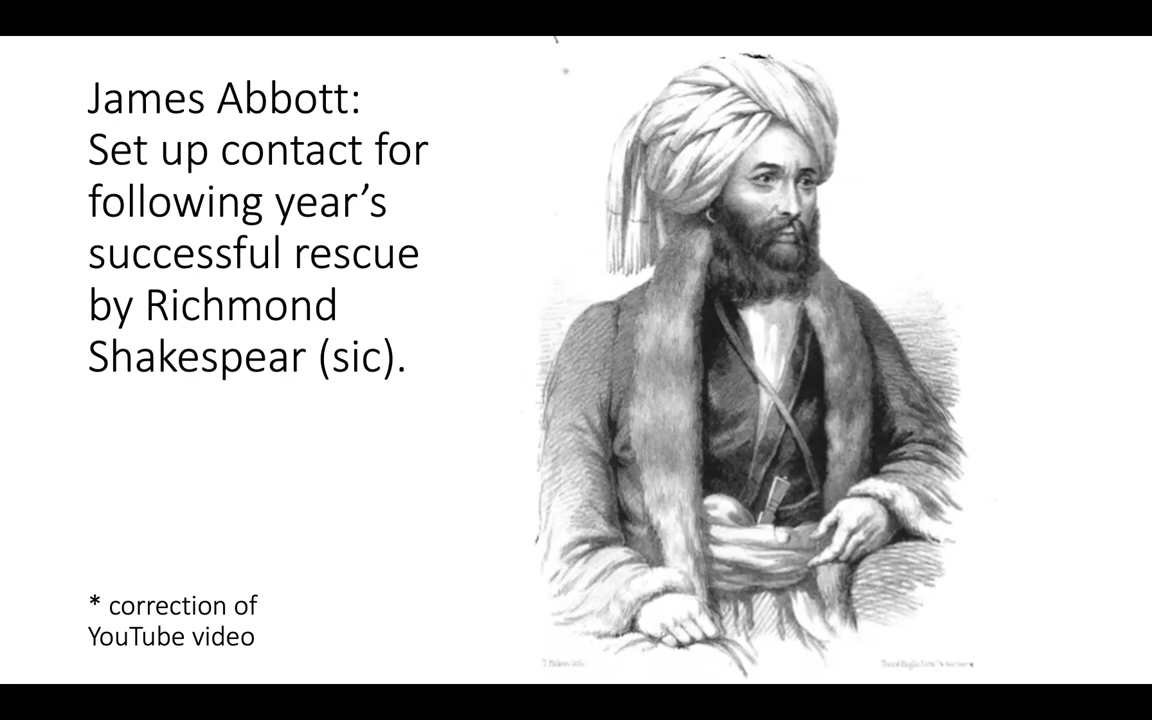 James Abbott:
Set up contact for
following year’s
successful rescue
by Richmond
Shakespear (sic).
* correction of
YouTube video